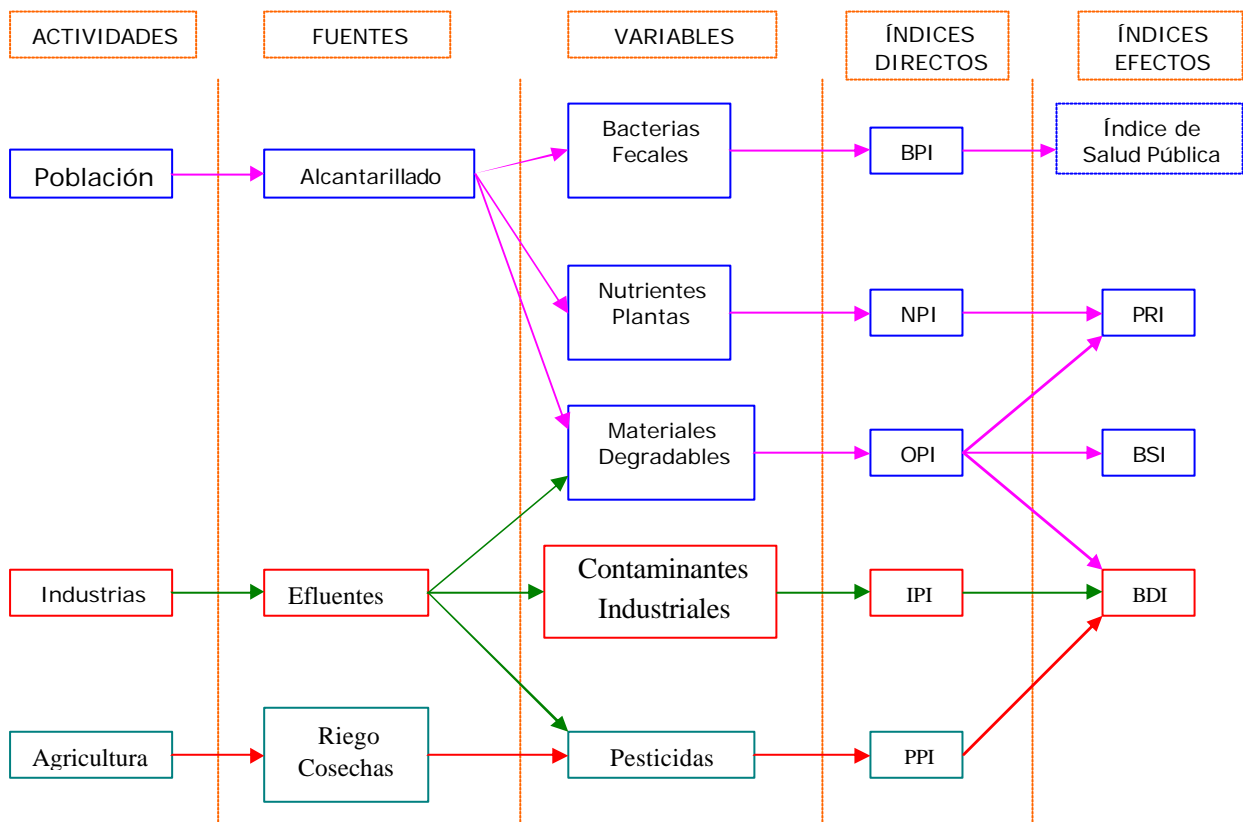 ACTIVIDADES
FUENTES
VARIABLES
ÍNDICES
DIRECTOS
ÍNDICES
EFECTOS
Población
Alcantarillado
Bacterias
Fecales
BPI
Índice de
Salud Pública
Nutrientes
Plantas
NPI
PRI
Materiales
Degradables
OPI
BSI
Industrias
Efluentes
Contaminantes
Industriales
IPI
BDI
Agricultura
Riego
Cosechas
Pesticidas
PPI